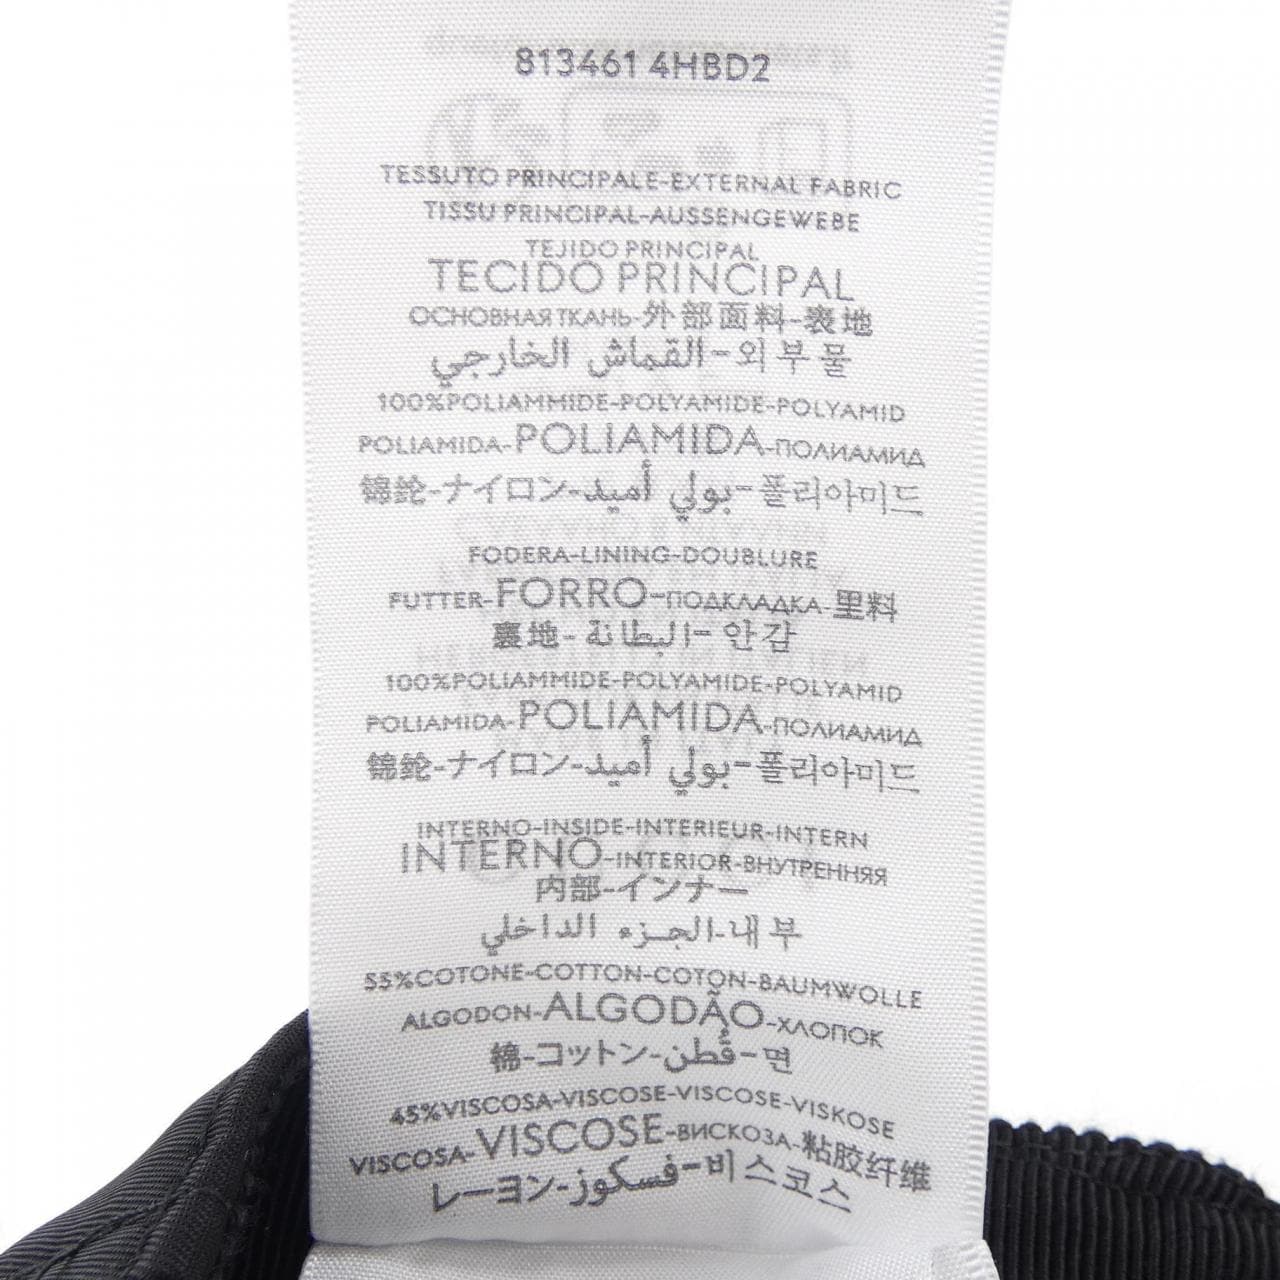 813461 4HBD2
TESSUTO PRINCIPALE-EXTERNAL FABRIC
TISSU PRINCIPAL-AUSSENGEWEBE
TEJIDO PRINCIPAL
TECIDO PRINCIPAL
ОСНОВНАЯ ТКАНЬ-外部面料-表地
القماش الخارجي-외부물
100%POLIAMMIDE-POLYAMIDE-POLYAMID
POLIAMIDA-POLIAMIDA-ПОЛИАМИД
锦纶-ナイロン-بولي أميد-폴리아미드
FODERA-LINING-DOUBLURE
FUTTER-FORRO-ПОДКЛАДКА-里料
裏地-البطانة-안감
100%POLIAMMIDE-POLYAMIDE-POLYAMID
POLIAMIDA-POLIAMIDA-ПОЛИАМИД
锦纶-ナイロン-بولي أميد-폴리아미드
INTERNO-INSIDE-INTERIEUR-INTERN
INTERNO-INTERIOR-ВНУТРЕННЯЯ
内部-インナー
الجزء الداخلي-내부
55%COTONE-COTTON-COTON-BAUMWOLLE
ALGODON-ALGODÃO-ХЛОПОК
棉-コットン-قُطن-면
45%VISCOSA-VISCOSE-VISCOSE-VISKOSE
VISCOSA-VISCOSE-ВИСКОЗА-粘胶纤维
レーヨン-فسكوز-비스코스